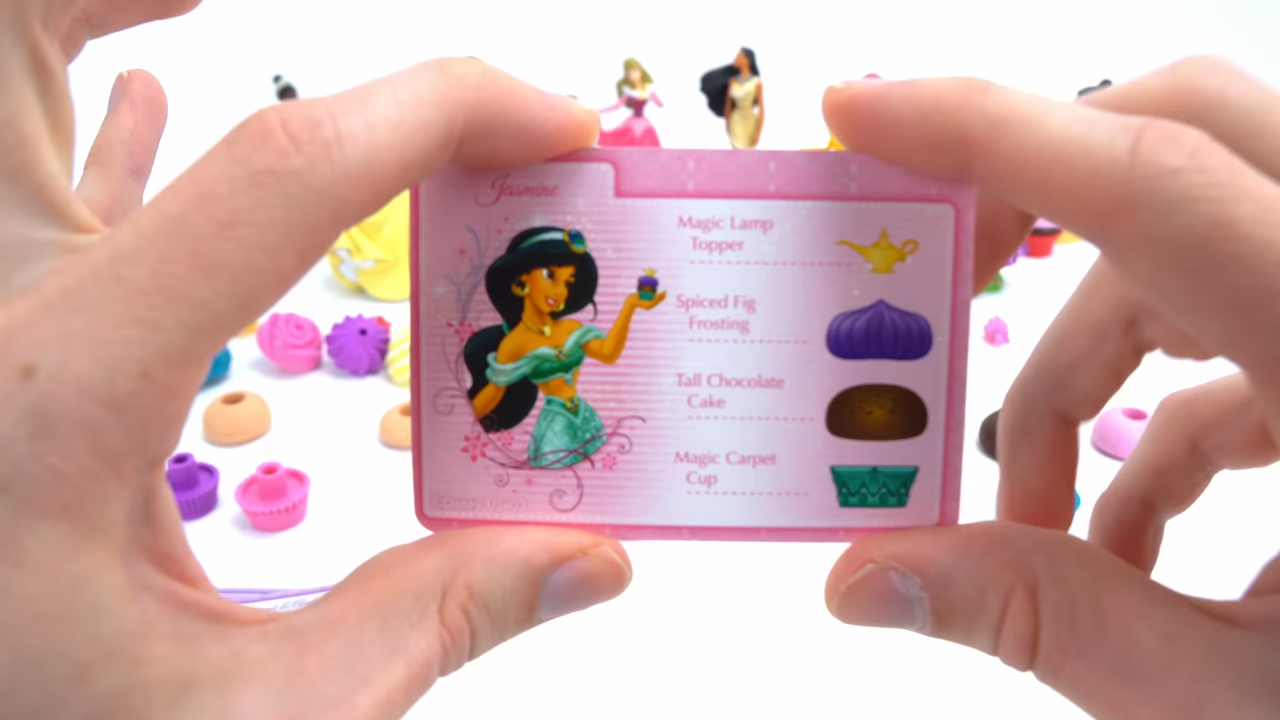 Jasmine
Magic Lamp
Topper
Spiced Fig
Frosting
Tall Chocolate
Cake
Magic Carpet
Cup